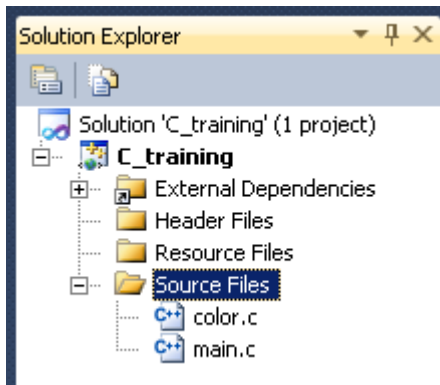 Solution Explorer
Solution 'C_training' (1 project)
C_training
External Dependencies
Header Files
Resource Files
Source Files
C++ color.c
C++ main.c